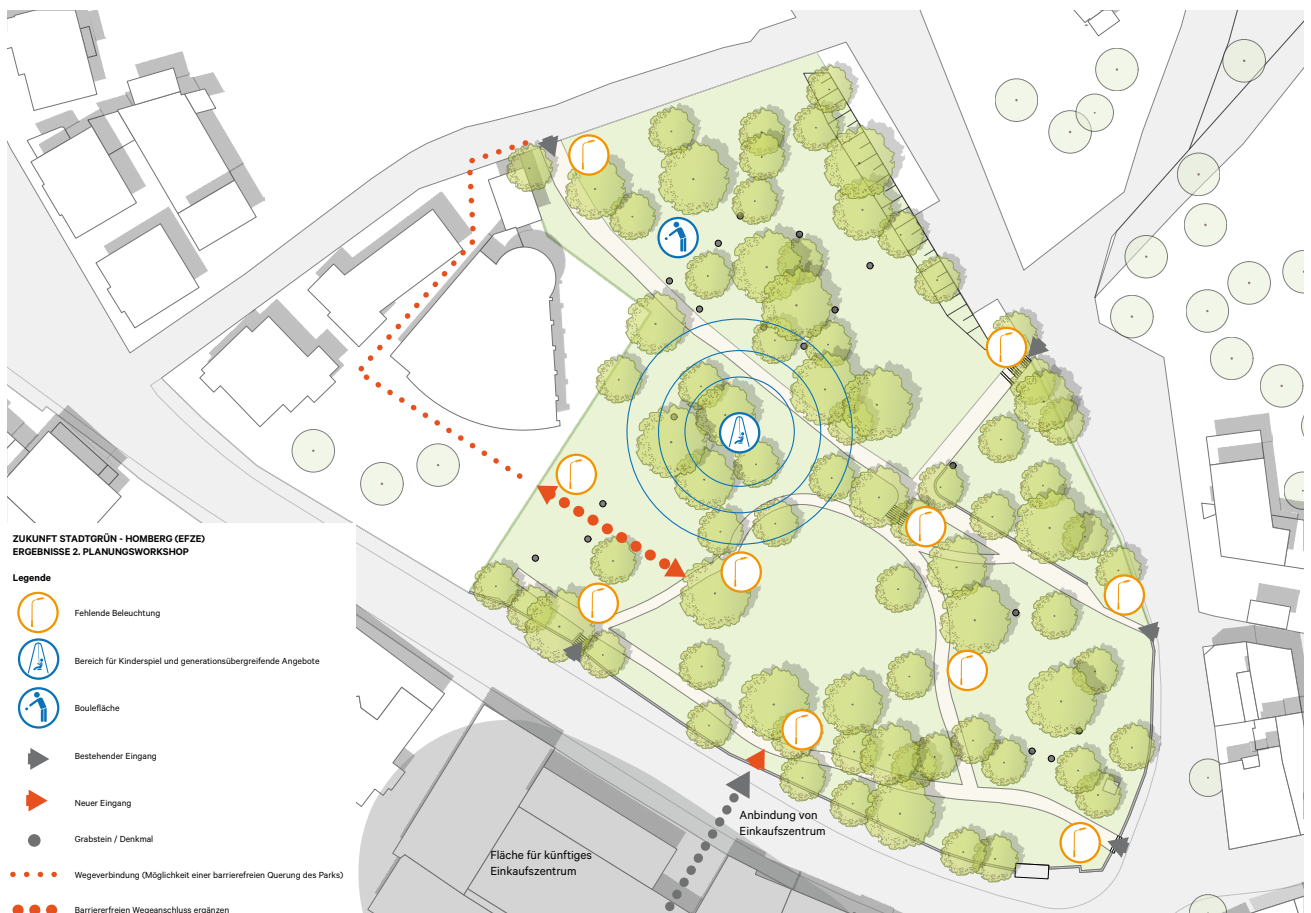 ZUKUNFT STADTGRÜN - HOMBERG (EFZE)
ERGEBNISSE 2. PLANUNGSWORKSHOP
Legende
Fehlende Beleuchtung
Bereich für Kinderspiel und generationsübergreifende Angebote
Boulefläche
Bestehender Eingang
Neuer Eingang
Grabstein / Denkmal
Wegeverbindung (Möglichkeit einer barrierefreien Querung des Parks)
Barriererfreien Wegeanschluss ergänzen
Anbindung von
Einkaufszentrum
Fläche für künftiges
Einkaufszentrum